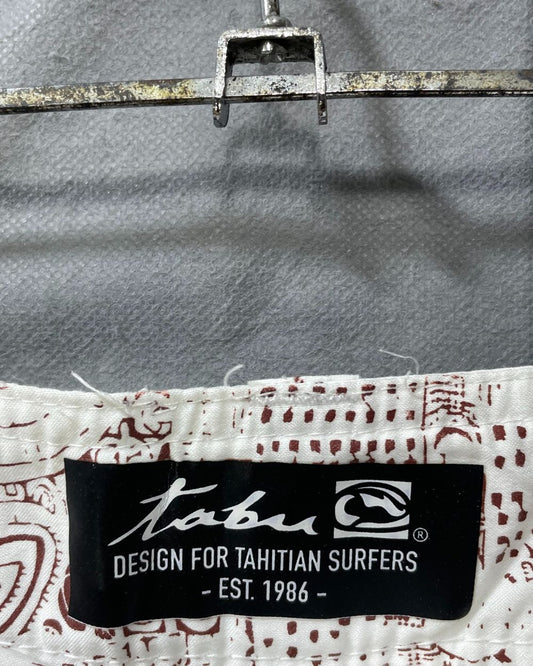 tabu ®
DESIGN FOR TAHITIAN SURFERS
- EST. 1986 -